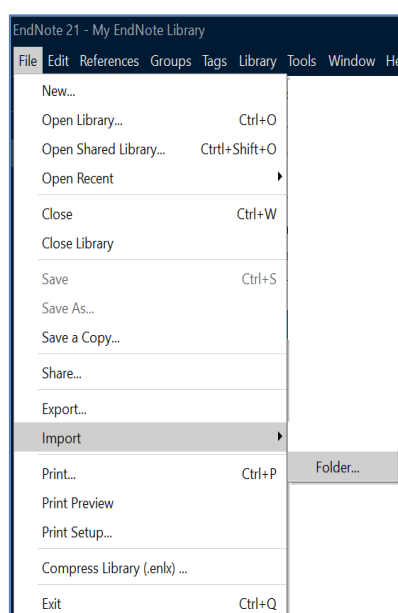 EndNote 21 - My EndNote Library
File Edit References Groups Tags Library Tools Window He
New...
Open Library... Ctrl+O
Open Shared Library... Ctrtl+Shift+O
Open Recent
Close Ctrl+W
Close Library
Save Ctrl+S
Save As...
Save a Copy...
Share...
Export...
Import
Folder...
Print... Ctrl+P
Print Preview
Print Setup...
Compress Library (.enlx) ...
Exit Ctrl+Q